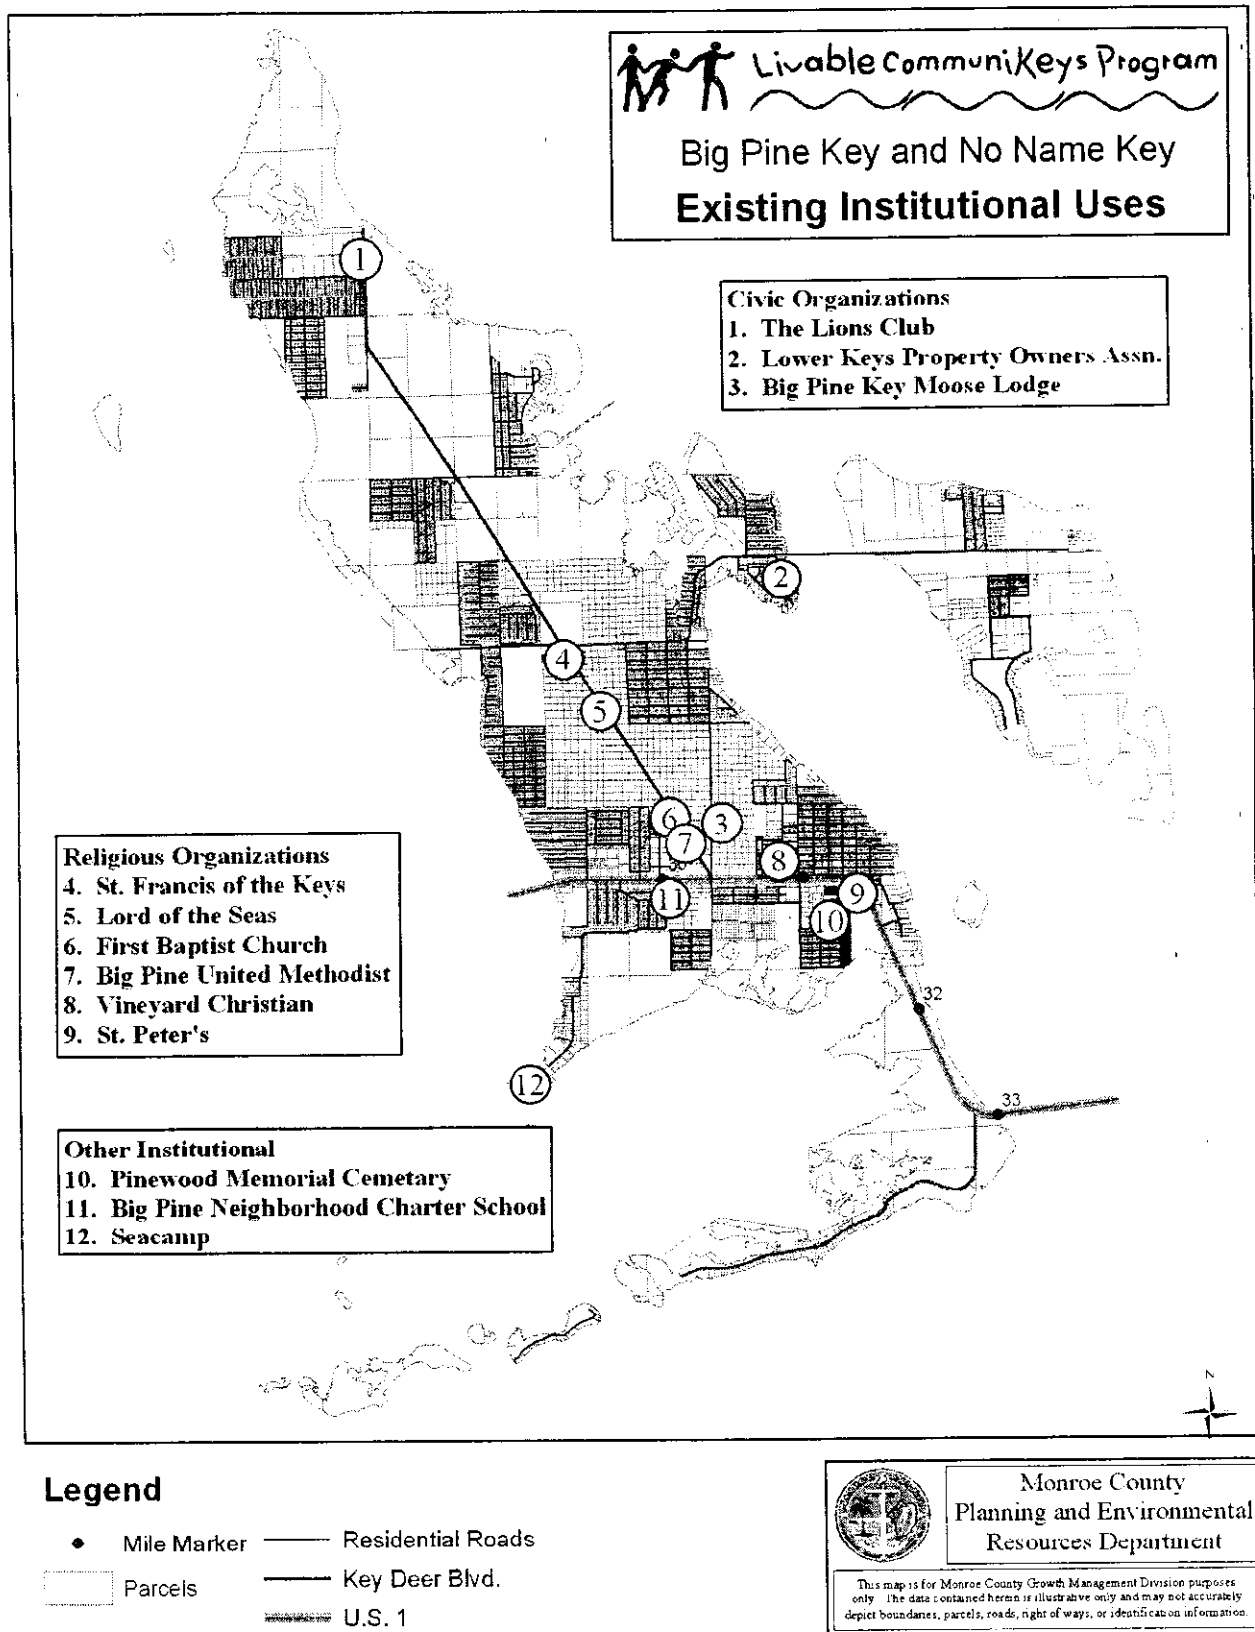 Livable CommuniKeys Program
Big Pine Key and No Name Key
Existing Institutional Uses
1
Civic Organizations
1. The Lions Club
2. Lower Keys Property Owners Assn.
3. Big Pine Key Moose Lodge
2
4
5
6
3
7
8
9
11
10
Religious Organizations
4. St. Francis of the Keys
5. Lord of the Seas
6. First Baptist Church
7. Big Pine United Methodist
8. Vineyard Christian
9. St. Peter's
32
12
33
Other Institutional
10. Pinewood Memorial Cemetary
11. Big Pine Neighborhood Charter School
12. Seacamp
N
Legend
Mile Marker
Residential Roads
Parcels
Key Deer Blvd.
U.S. 1
Monroe County
Planning and Environmental
Resources Department
This map is for Monroe County Growth Management Division purposes
only. The data contained herein is illustrative only and may not accurately
depict boundaries, parcels, roads, right of ways, or identification information.